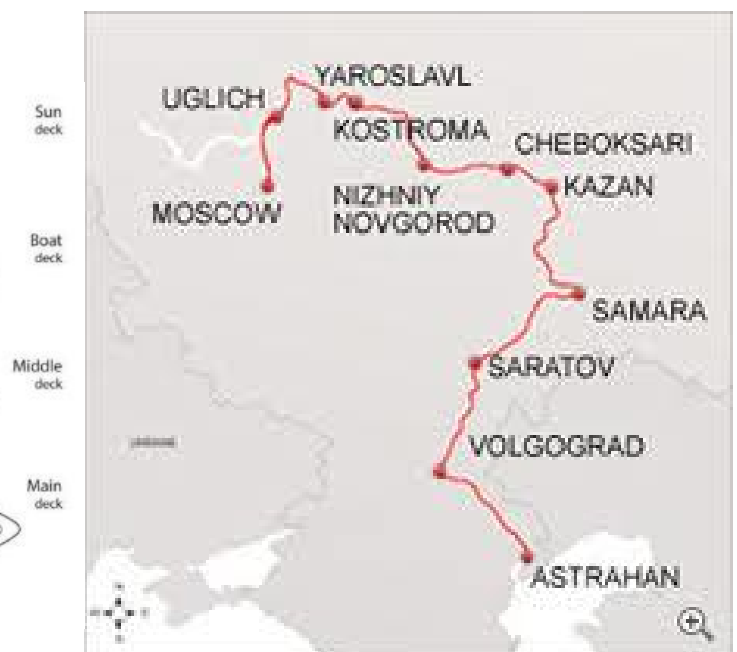 Sun
deck
Boat
deck
Middle
deck
Main
deck
YAROSLAVL
UGLICH
KOSTROMA
CHEBOKSARI
KAZAN
MOSCOW
NIZHNIY
NOVGOROD
SAMARA
SARATOV
VOLGOGRAD
UKRAINE
ASTRAHAN